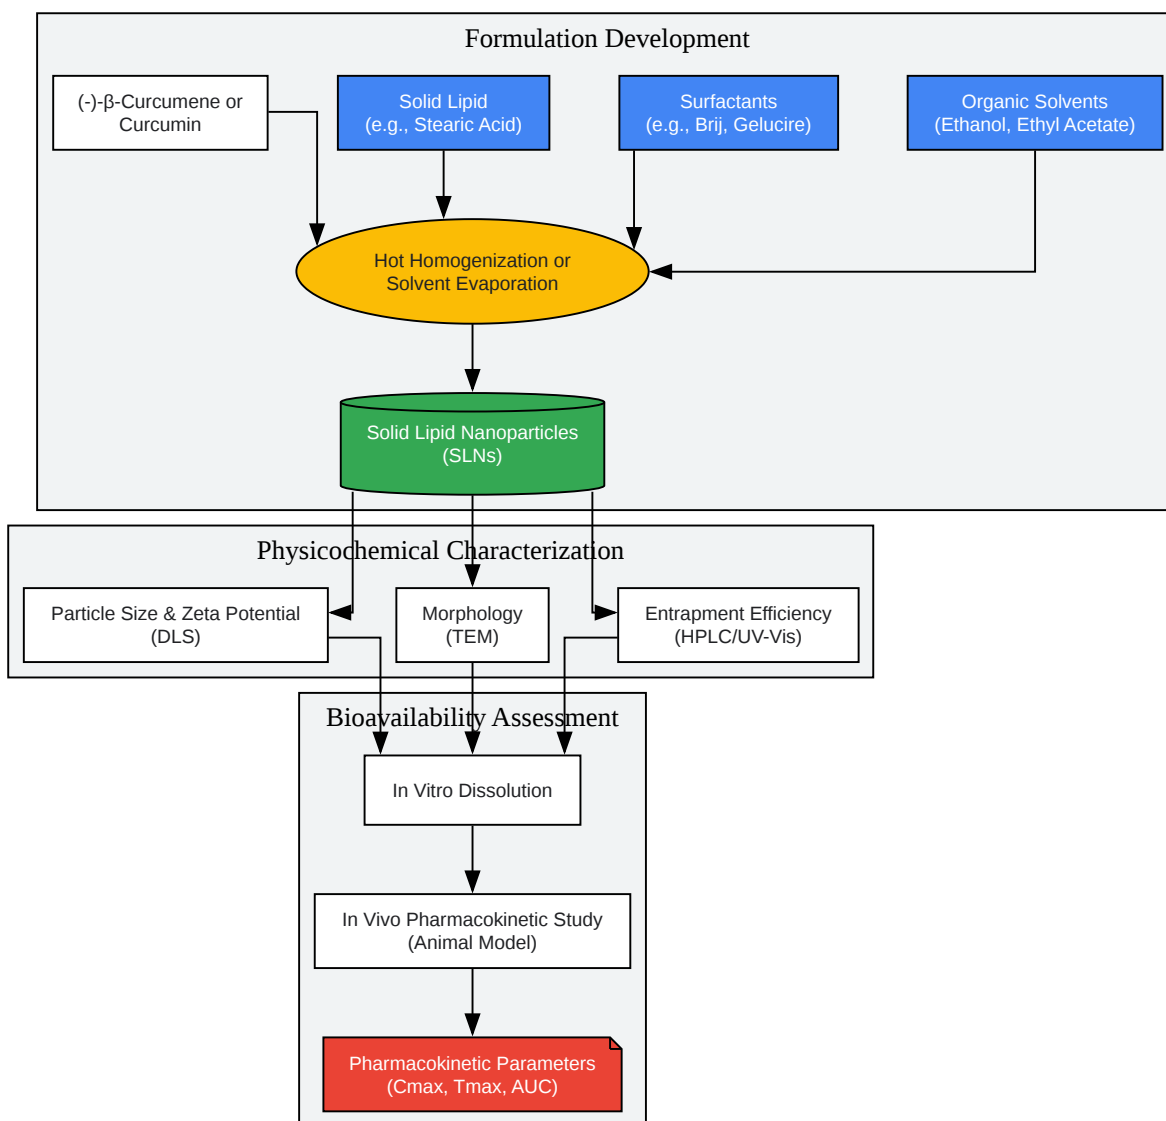 Formulation Development
(-)-β-Curcumene or
Curcumin
Solid Lipid
(e.g., Stearic Acid)
Surfactants
(e.g., Brij, Gelucire)
Organic Solvents
(Ethanol, Ethyl Acetate)
Hot Homogenization or
Solvent Evaporation
Solid Lipid Nanoparticles
(SLNs)
Physicochemical Characterization
Particle Size & Zeta Potential
(DLS)
Morphology
(TEM)
Entrapment Efficiency
(HPLC/UV-Vis)
Bioavailability Assessment
In Vitro Dissolution
In Vivo Pharmacokinetic Study
(Animal Model)
Pharmacokinetic Parameters
(Cmax, Tmax, AUC)